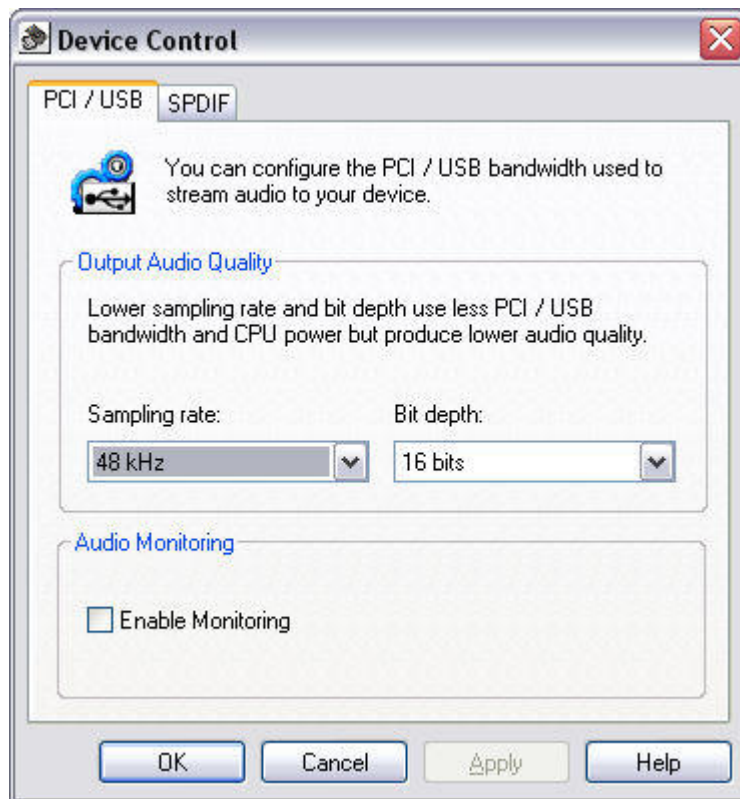 Device Control
PCI / USB
SPDIF
You can configure the PCI / USB bandwidth used to
stream audio to your device.
Output Audio Quality
Lower sampling rate and bit depth use less PCI / USB
bandwidth and CPU power but produce lower audio quality.
Sampling rate:
Bit depth:
48 kHz
16 bits
Audio Monitoring
Enable Monitoring
OK
Cancel
Apply
Help